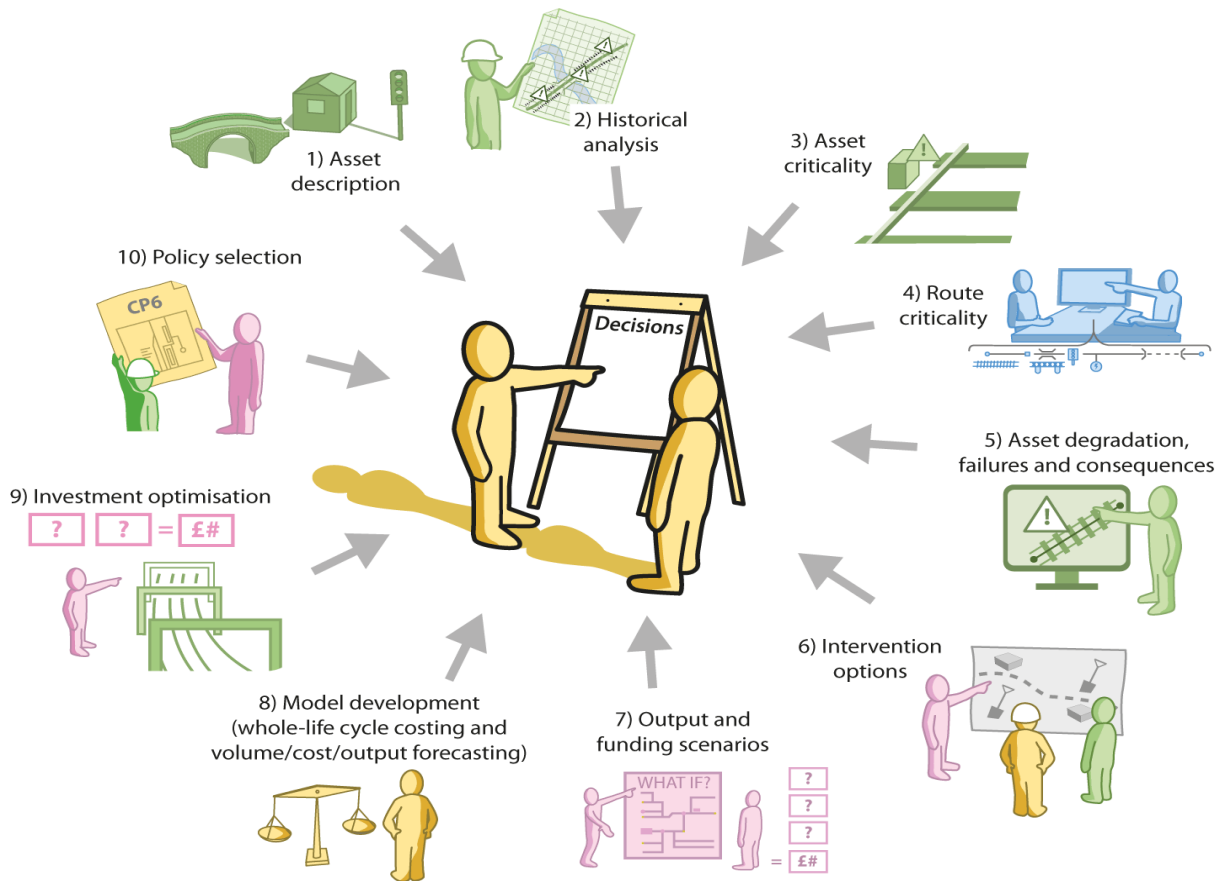 1) Asset
description
2) Historical
analysis
3) Asset
criticality
4) Route
criticality
5) Asset degradation,
failures and consequences
6) Intervention
options
7) Output and
funding scenarios
WHAT IF?
?
?
?
= £#
8) Model development
(whole-life cycle costing and
volume/cost/output forecasting)
9) Investment optimisation
? ? = £#
10) Policy selection
CP6
Decisions